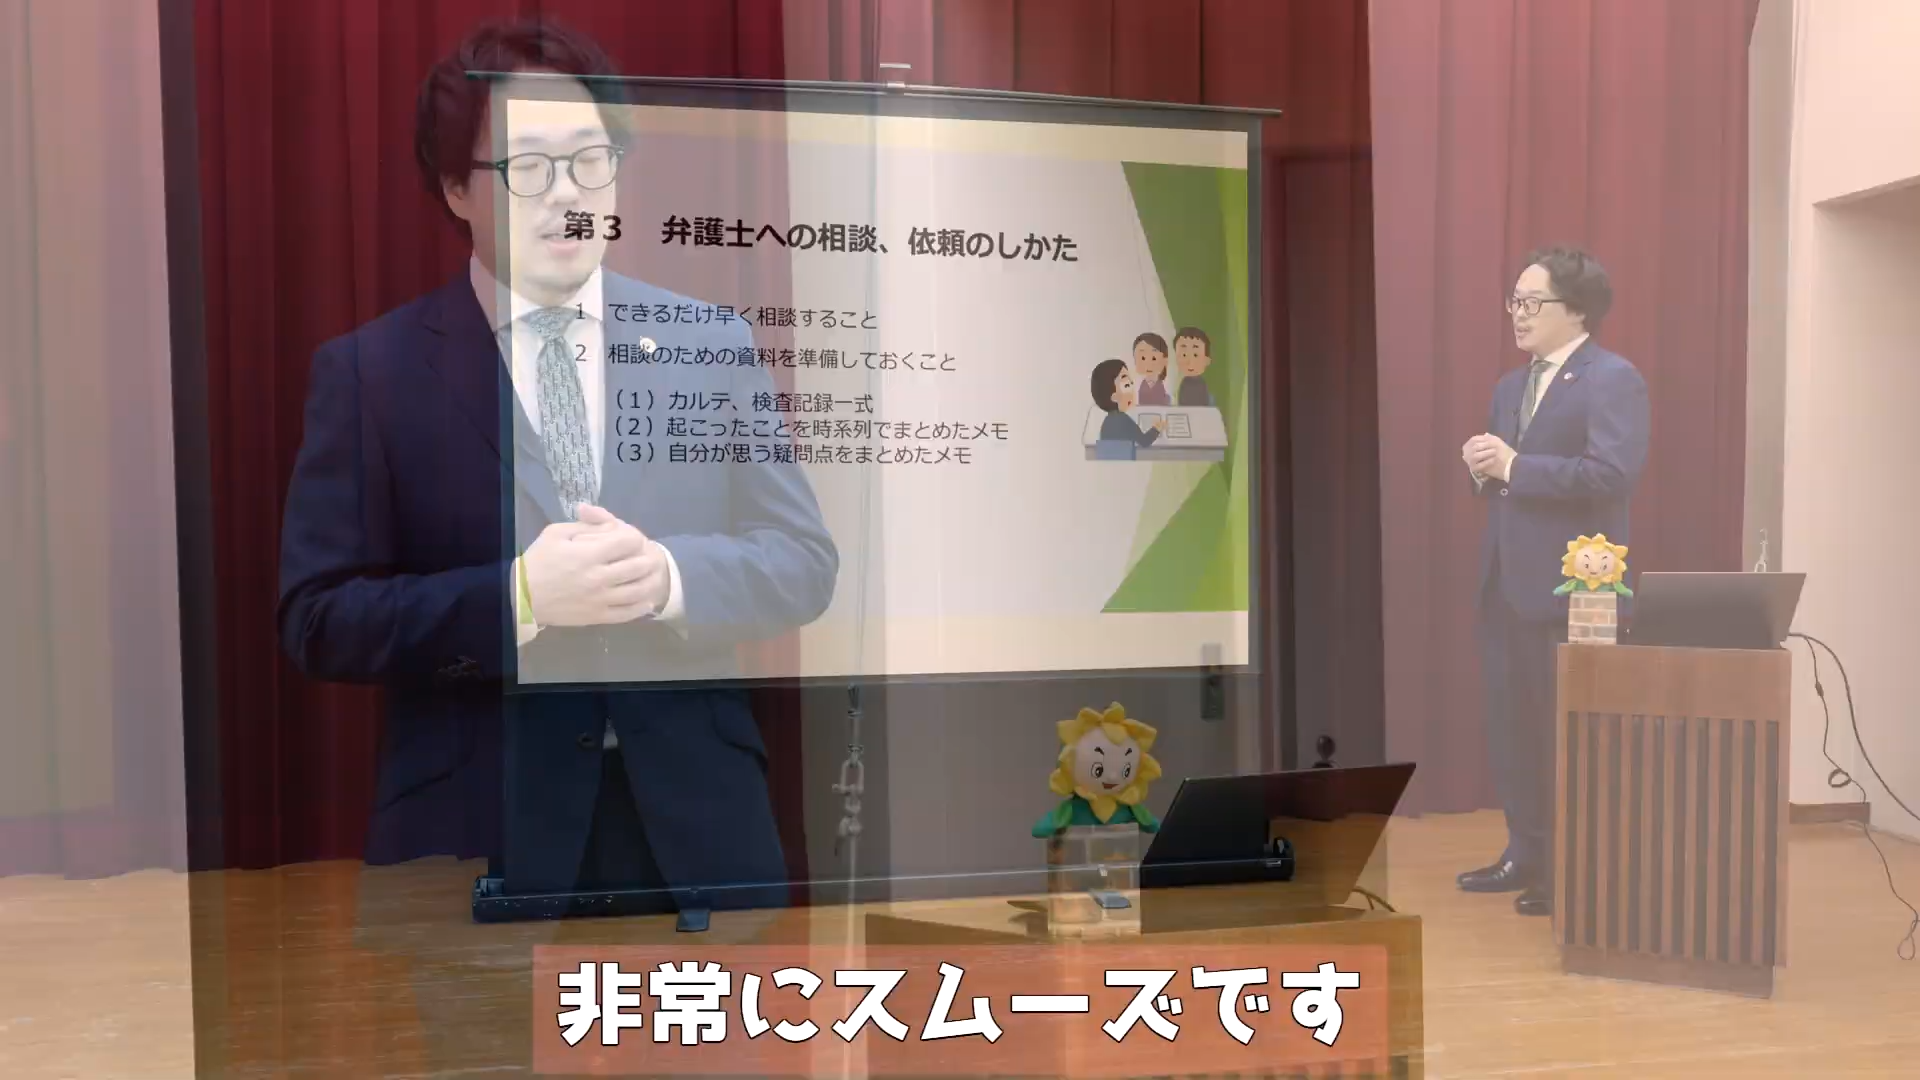 第３　弁護士への相談、依頼のしかた
1　できるだけ早く相談すること
2　相談のための資料を準備しておくこと
（１）カルテ、検査記録一式
（２）起こったことを時系列でまとめたメモ
（３）自分が思う疑問点をまとめたメモ
非常にスムーズです